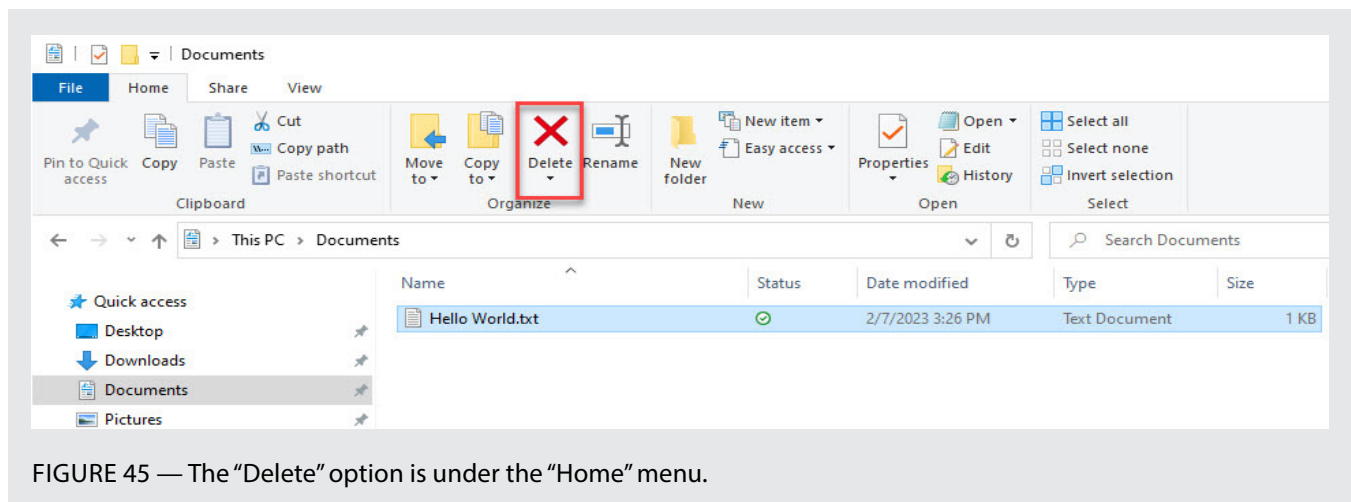 Documents
File Home Share View
Pin to Quick access
Copy
Paste
Cut
Copy path
Paste shortcut
Clipboard
Move to
Copy to
Delete
Rename
Organize
New folder
New item
Easy access
New
Properties
Open
Edit
History
Open
Select all
Select none
Invert selection
Select
This PC > Documents
Search Documents
Quick access
Desktop
Downloads
Documents
Pictures
Name Status Date modified Type Size
Hello World.txt 2/7/2023 3:26 PM Text Document 1 KB
FIGURE 45 — The “Delete” option is under the “Home” menu.